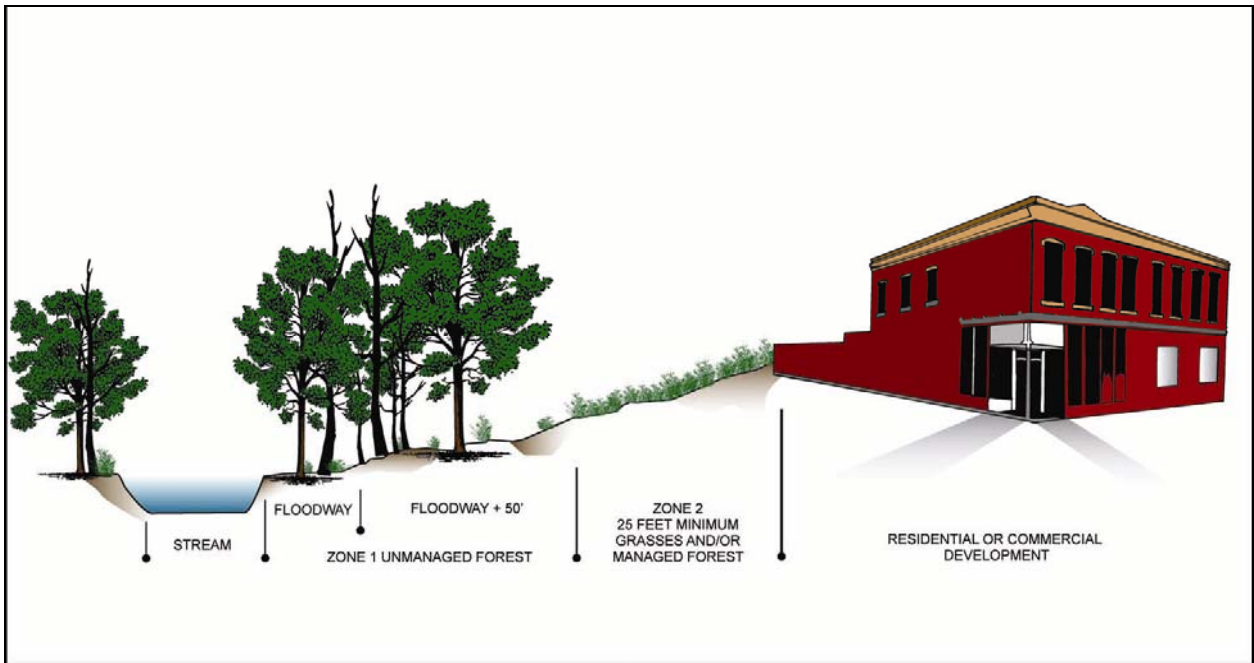 STREAM
FLOODWAY
FLOODWAY + 50'
ZONE 1 UNMANAGED FOREST
ZONE 2
25 FEET MINIMUM
GRASSES AND/OR
MANAGED FOREST
RESIDENTIAL OR COMMERCIAL
DEVELOPMENT